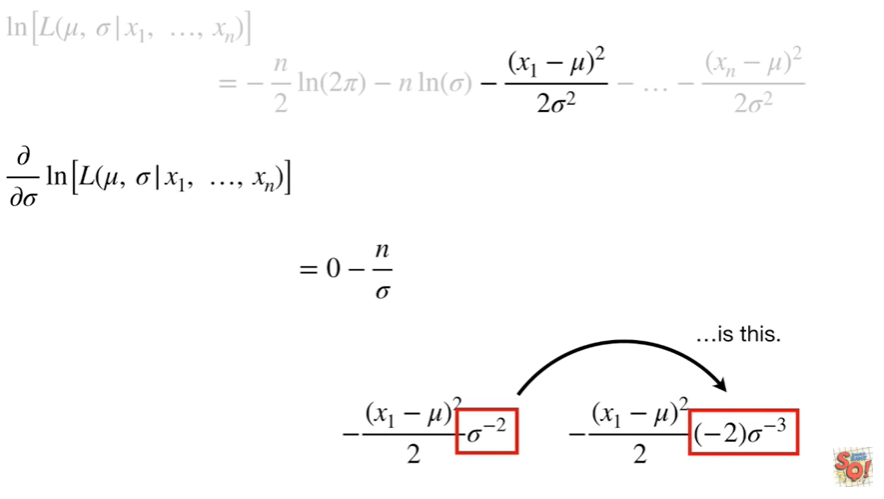 ln[L(μ, σ|x₁, …, xₙ)]
= − n/2 ln(2π) − n ln(σ) − (x₁ − μ)²/2σ² − … − (xₙ − μ)²/2σ²
∂/∂σ ln[L(μ, σ|x₁, …, xₙ)]
= 0 − n/σ
…is this.
−(x₁ − μ)²/2 σ⁻² −(x₁ − μ)²/2 (−2)σ⁻³
SQ!